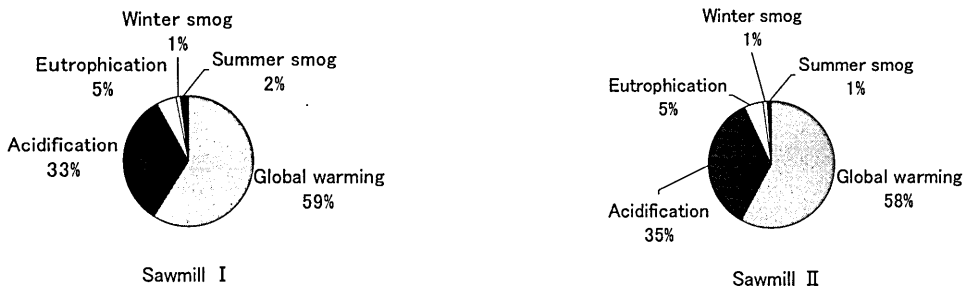 Winter smog
1%
Summer smog
2%
Eutrophication
5%
Acidification
33%
Global warming
59%
Sawmill Ⅰ
Winter smog
1%
Summer smog
1%
Eutrophication
5%
Global warming
58%
Acidification
35%
Sawmill Ⅱ